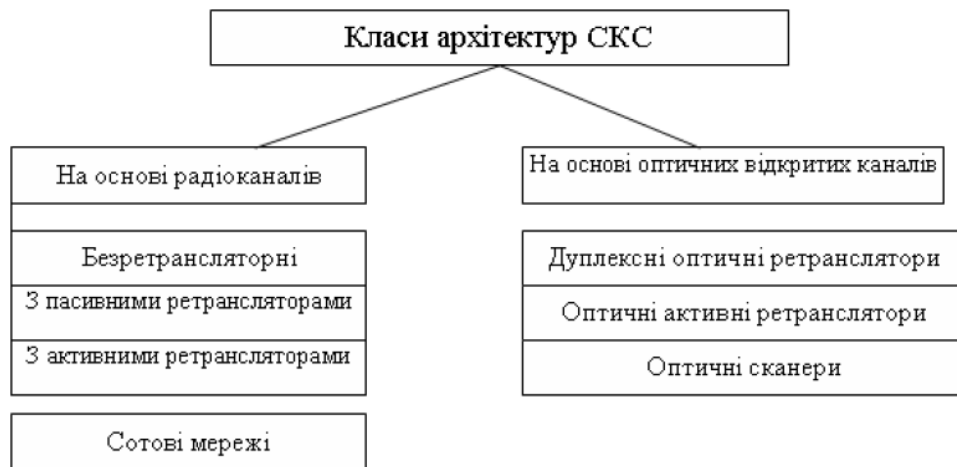 Класи архітектур СКС
На основі радіоканалів
Безретрансляторні
З пасивними ретрансляторами
З активними ретрансляторами
Сотові мережі
На основі оптичних відкритих каналів
Дуплексні оптичні ретранслятори
Оптичні активні ретранслятори
Оптичні сканери